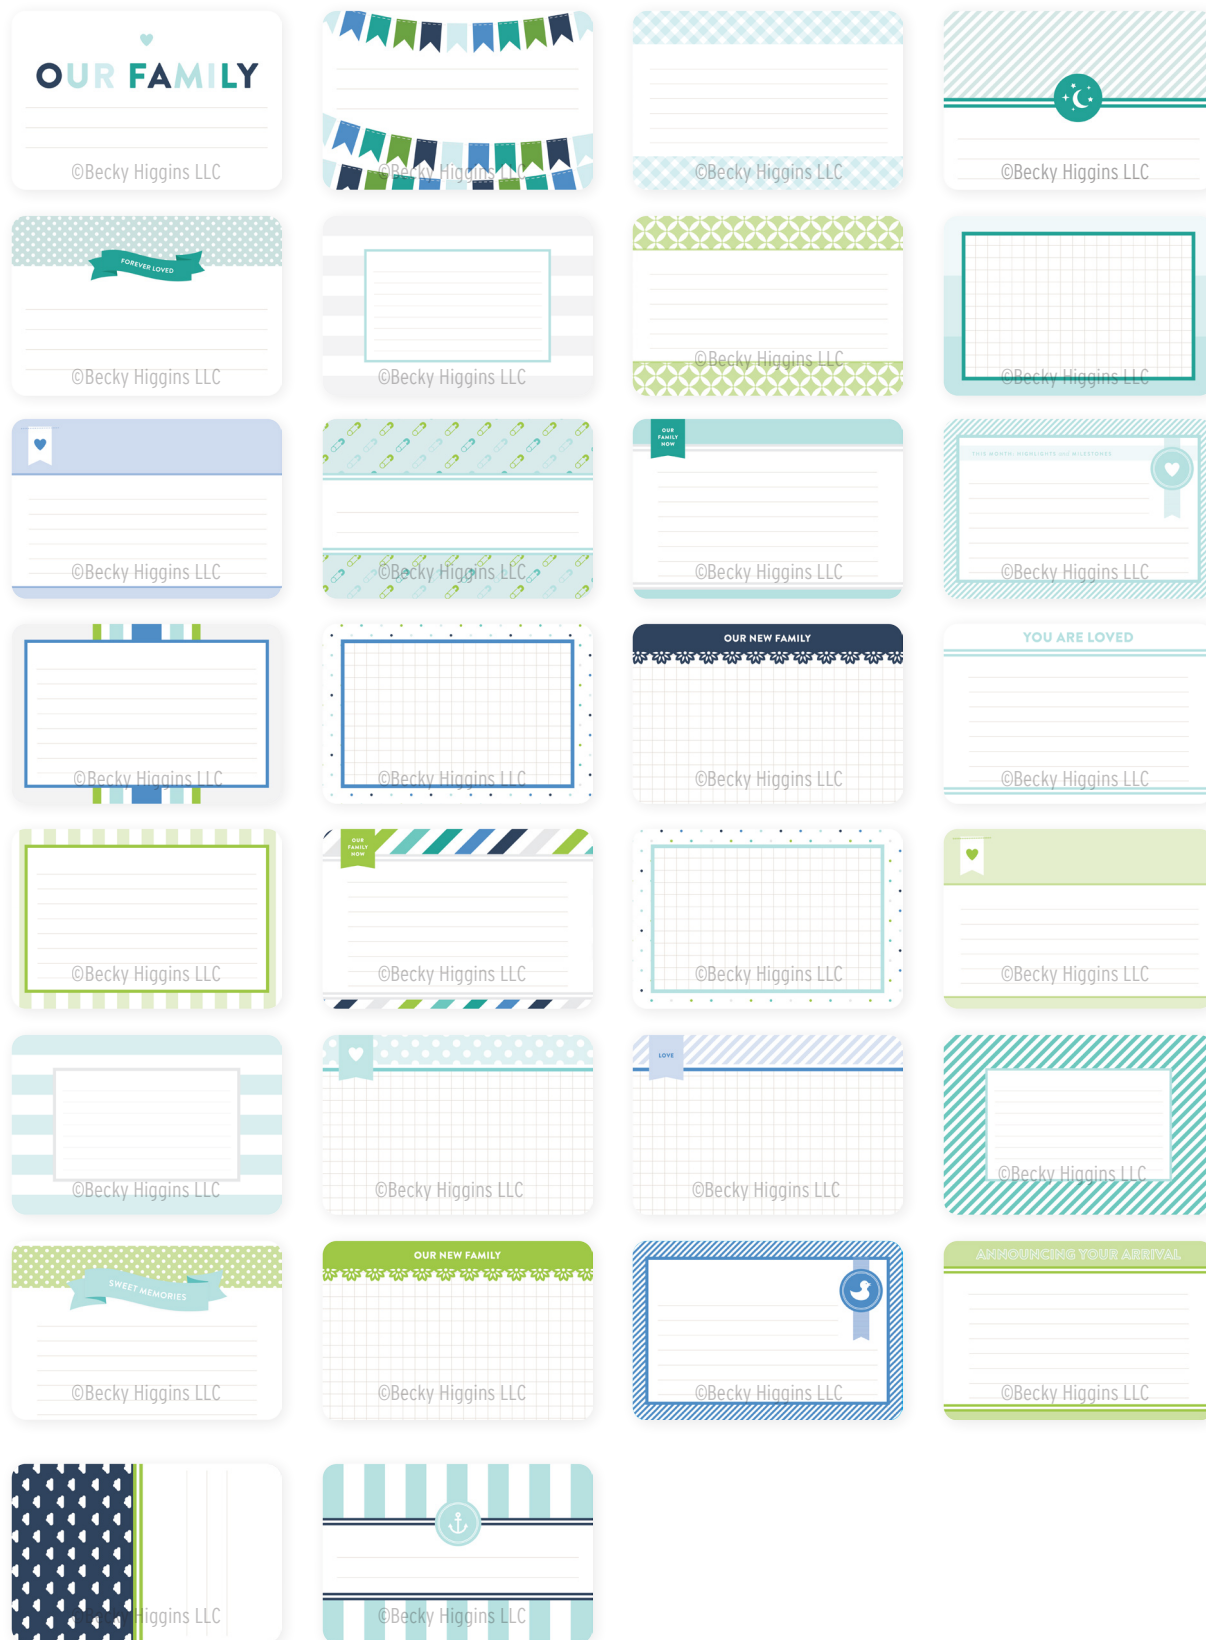 OUR FAMILY
©Becky Higgins LLC
©Becky Higgins LLC
©Becky Higgins LLC
©Becky Higgins LLC
FOREVER LOVED
©Becky Higgins LLC
©Becky Higgins LLC
©Becky Higgins LLC
©Becky Higgins LLC
©Becky Higgins LLC
©Becky Higgins LLC
OUR
FAMILY
NOW
©Becky Higgins LLC
THIS MONTH: HIGHLIGHTS and MILESTONES
©Becky Higgins LLC
©Becky Higgins LLC
©Becky Higgins LLC
OUR NEW FAMILY
©Becky Higgins LLC
YOU ARE LOVED
©Becky Higgins LLC
©Becky Higgins LLC
OUR
FAMILY
NOW
©Becky Higgins LLC
©Becky Higgins LLC
©Becky Higgins LLC
©Becky Higgins LLC
©Becky Higgins LLC
LOVE
©Becky Higgins LLC
©Becky Higgins LLC
SWEET MEMORIES
©Becky Higgins LLC
OUR NEW FAMILY
©Becky Higgins LLC
©Becky Higgins LLC
ANNOUNCING YOUR ARRIVAL
©Becky Higgins LLC
©Becky Higgins LLC
©Becky Higgins LLC